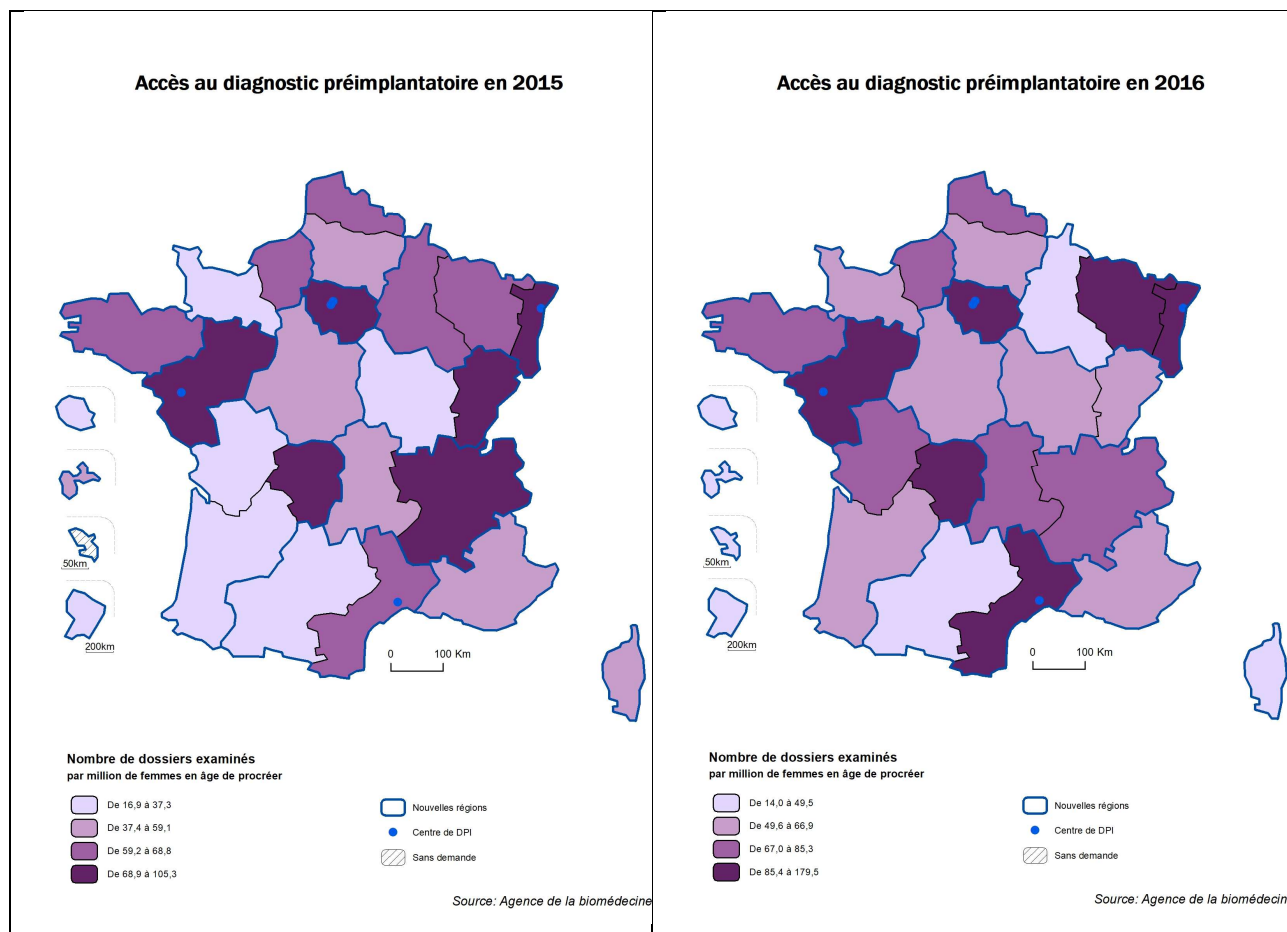 Accès au diagnostic préimplantatoire en 2015
50km
200km
0 100 Km
Nombre de dossiers examinés
par million de femmes en âge de procréer
De 16,9 à 37,3
De 37,4 à 59,1
De 59,2 à 68,8
De 68,9 à 105,3
Nouvelles régions
Centre de DPI
Sans demande
Source: Agence de la biomédecine
Accès au diagnostic préimplantatoire en 2016
50km
200km
0 100 Km
Nombre de dossiers examinés
par million de femmes en âge de procréer
De 14,0 à 49,5
De 49,6 à 66,9
De 67,0 à 85,3
De 85,4 à 179,5
Nouvelles régions
Centre de DPI
Sans demande
Source: Agence de la biomédecin